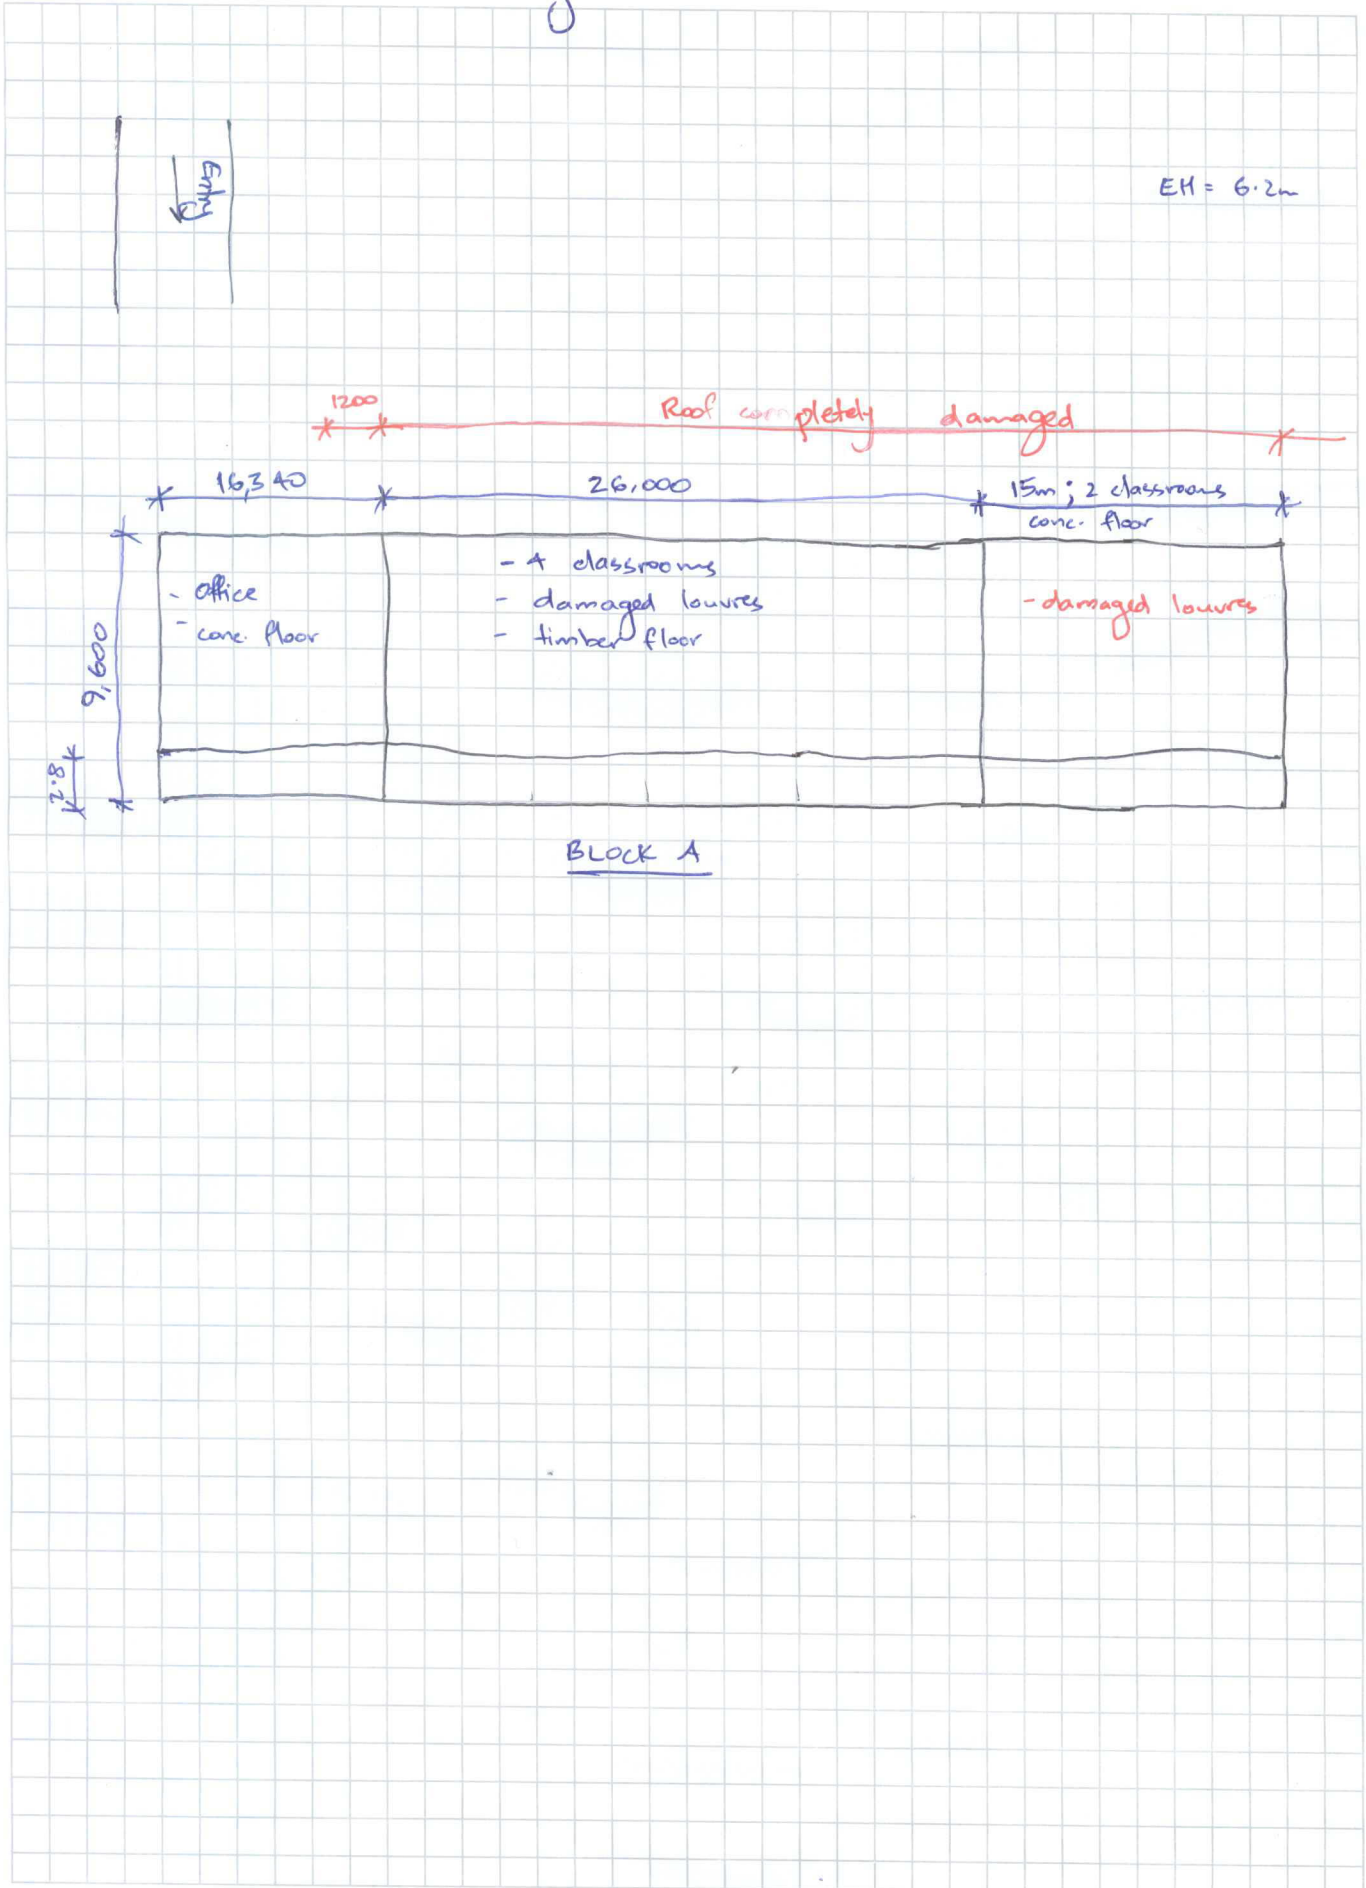 Entry
EH = 6.2m
1200
Roof completely damaged
16,340
26,000
15m ; 2 classrooms
conc. floor
- office
- conc. floor
- 4 classrooms
- damaged louvres
- timber floor
- damaged louvres
9,600
2.8
BLOCK A